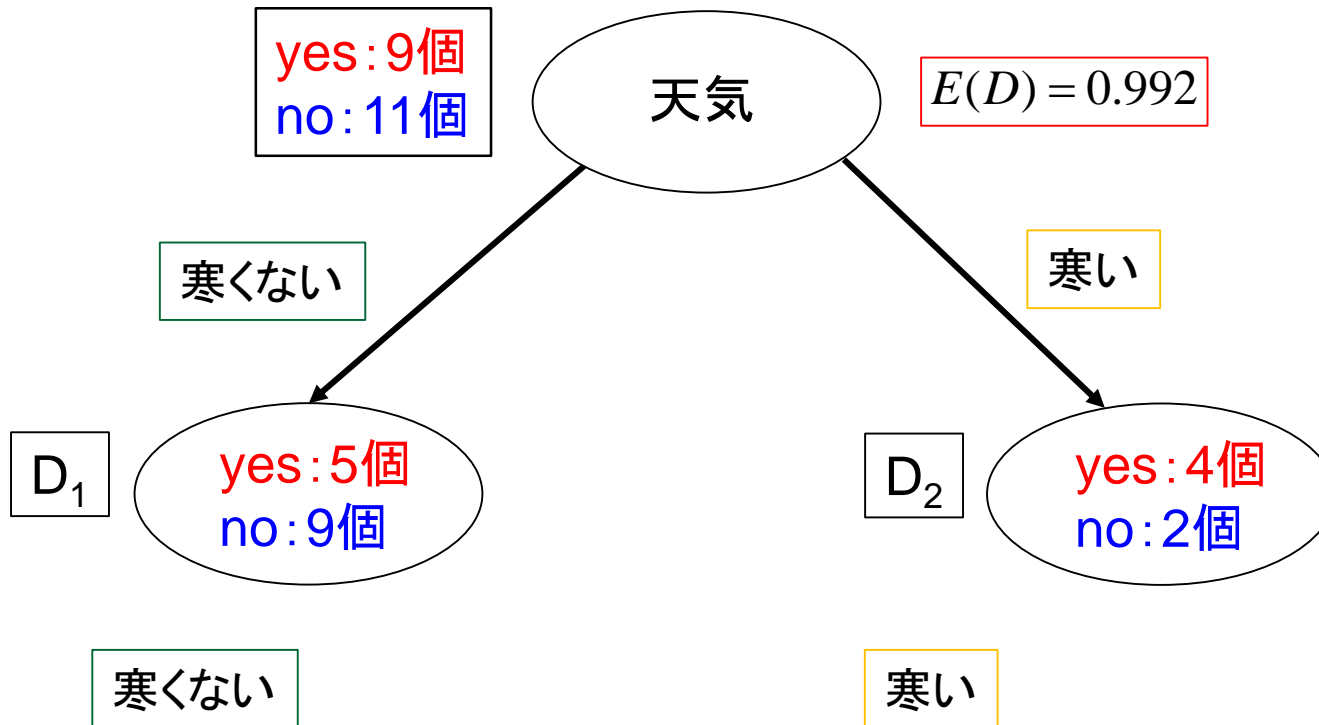 yes:9個
no:11個
天気
E(D) = 0.992
寒くない
寒い
D₁
yes:5個
no:9個
D₂
yes:4個
no:2個
寒くない
寒い